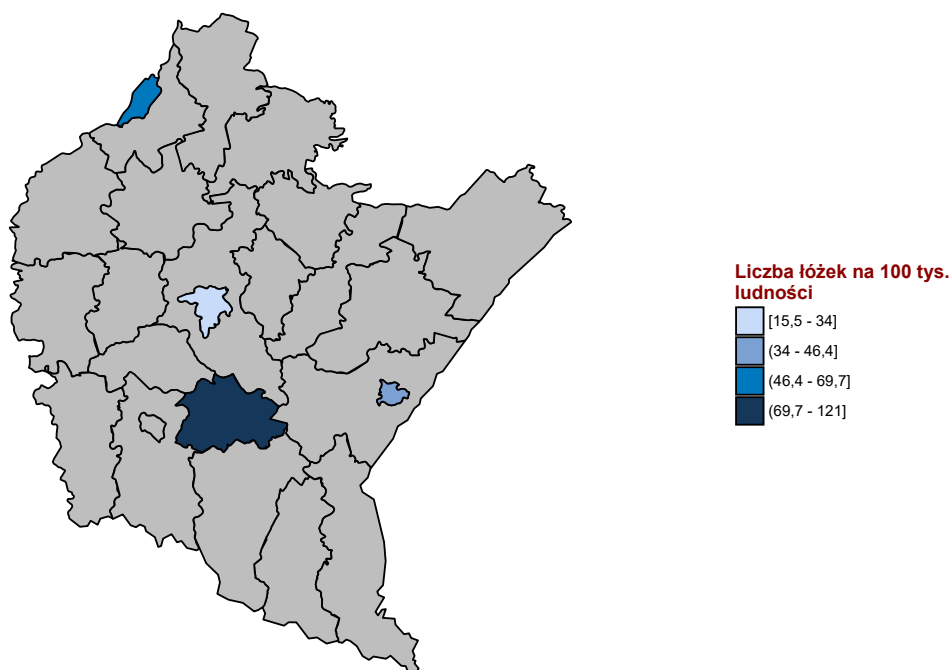 Liczba łóżek na 100 tys.
ludności
[15,5 - 34]
(34 - 46,4]
(46,4 - 69,7]
(69,7 - 121]